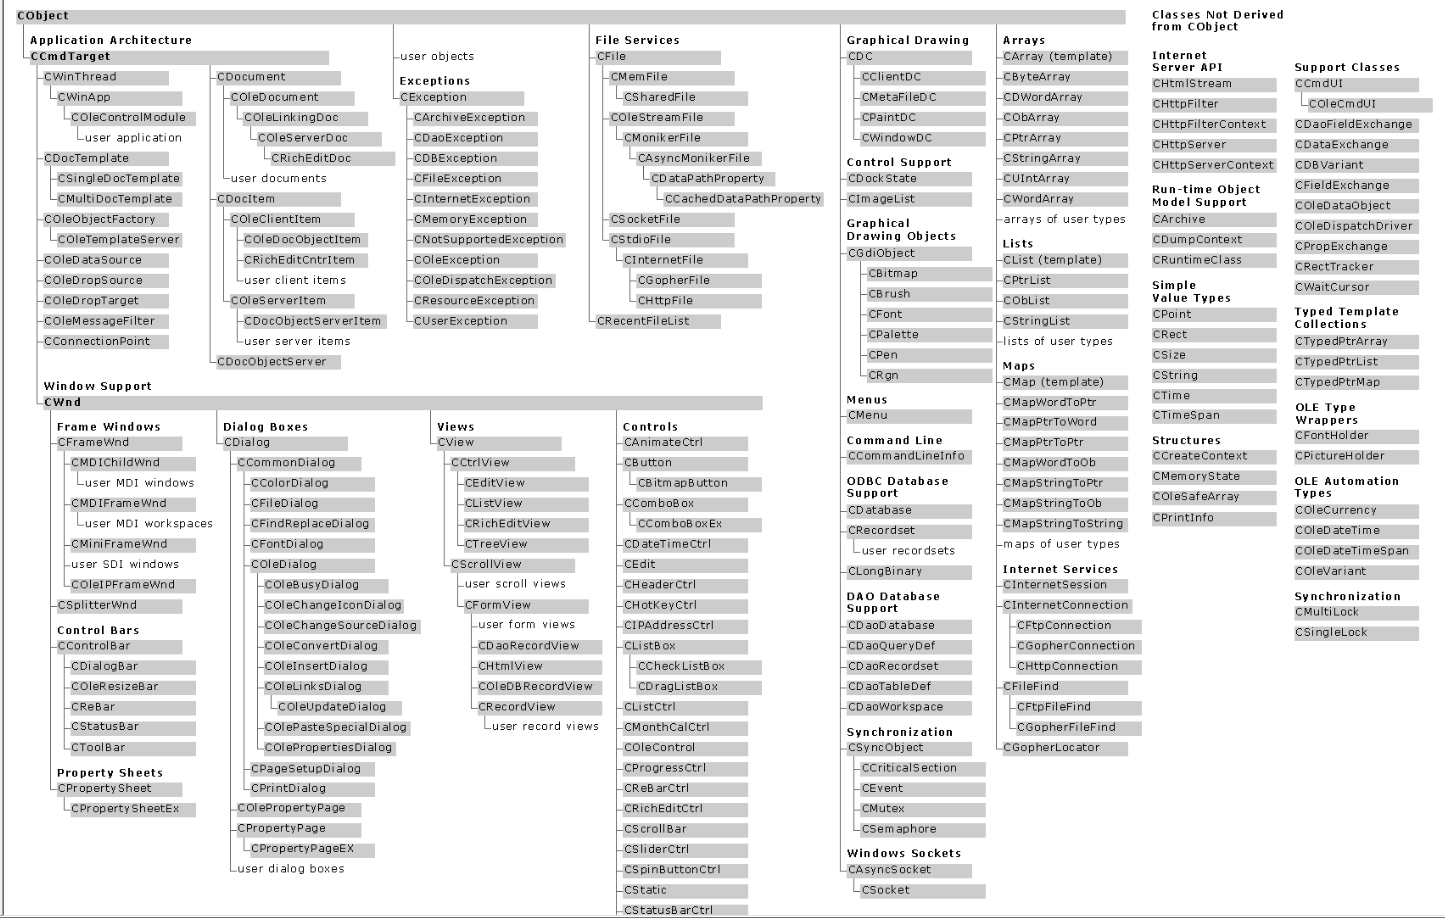 CObject
Application Architecture
CCmdTarget
CWinThread
CWinApp
COleControlModule
user application
CDocTemplate
CSingleDocTemplate
CMultiDocTemplate
COleObjectFactory
COleTemplateServer
COleDataSource
COleDropSource
COleDropTarget
COleMessageFilter
CConnectionPoint
CDocument
COleDocument
COleLinkingDoc
COleServerDoc
CRichEditDoc
user documents
CDocItem
COleClientItem
COleDocObjectItem
CRichEditCntrItem
user client items
COleServerItem
CDocObjectServerItem
user server items
CDocObjectServer
Window Support
CWnd
Frame Windows
CFrameWnd
CMDIChildWnd
user MDI windows
CMDIFrameWnd
user MDI workspaces
CMiniFrameWnd
user SDI windows
COleIPFrameWnd
CSplitterWnd
Control Bars
CControlBar
CDialogBar
COleResizeBar
CReBar
CStatusBar
CToolBar
Property Sheets
CPropertySheet
CPropertySheetEx
Dialog Boxes
CDialog
CCommonDialog
CColorDialog
CFileDialog
CFindReplaceDialog
CFontDialog
COleDialog
COleBusyDialog
COleChangeIconDialog
COleChangeSourceDialog
COleConvertDialog
COleInsertDialog
COleLinksDialog
COleUpdateDialog
COlePasteSpecialDialog
COlePropertiesDialog
CPageSetupDialog
CPrintDialog
COlePropertyPage
CPropertyPage
CPropertyPageEX
user dialog boxes
Views
CView
CCtrlView
CEditView
CListView
CRichEditView
CTreeView
CScrollView
user scroll views
CFormView
user form views
CDaoRecordView
CHtmlView
COleDBRecordView
CRecordView
user record views
Controls
CAnimateCtrl
CButton
CBitmapButton
CComboBox
CComboBoxEx
CDateTimeCtrl
CEdit
CHeaderCtrl
CHotKeyCtrl
CIPAddressCtrl
CListBox
CCheckListBox
CDragListBox
CListCtrl
CMonthCalCtrl
COleControl
CProgressCtrl
CReBarCtrl
CRichEditCtrl
CScrollBar
CSliderCtrl
CSpinButtonCtrl
CStatic
CStatusBarCtrl
user objects
Exceptions
CException
CArchiveException
CDaoException
CDBException
CFileException
CInternetException
CMemoryException
CNotSupportedException
COleException
COleDispatchException
CResourceException
CUserException
File Services
CFile
CMemFile
CSharedFile
COleStreamFile
CMonikerFile
CAsyncMonikerFile
CDataPathProperty
CCachedDataPathProperty
CSocketFile
CStdioFile
CInternetFile
CGopherFile
CHttpFile
CRecentFileList
Graphical Drawing
CDC
CClientDC
CMetaFileDC
CPaintDC
CWindowDC
Control Support
CDockState
CImageList
Graphical
Drawing Objects
CGdiObject
CBitmap
CBrush
CFont
CPalette
CPen
CRgn
Menus
CMenu
Command Line
CCommandLineInfo
ODBC Database
Support
CDatabase
CRecordset
user recordsets
CLongBinary
DAO Database
Support
CDaoDatabase
CDaoQueryDef
CDaoRecordset
CDaoTableDef
CDaoWorkspace
Synchronization
CSyncObject
CCriticalSection
CEvent
CMutex
CSemaphore
Windows Sockets
CAsyncSocket
CSocket
Arrays
CArray (template)
CByteArray
CDWordArray
CObArray
CPtrArray
CStringArray
CUIntArray
CWordArray
arrays of user types
Lists
CList (template)
CPtrList
CObList
CStringList
lists of user types
Maps
CMap (template)
CMapWordToPtr
CMapPtrToWord
CMapPtrToPtr
CMapWordToOb
CMapStringToPtr
CMapStringToOb
CMapStringToString
maps of user types
Internet Services
CInternetSession
CInternetConnection
CFtpConnection
CGopherConnection
CHttpConnection
CFileFind
CFtpFileFind
CGopherFileFind
CGopherLocator
Classes Not Derived
from CObject
Internet
Server API
CHtmlStream
CHttpFilter
CHttpFilterContext
CHttpServer
CHttpServerContext
Run-time Object
Model Support
CArchive
CDumpContext
CRuntimeClass
Simple
Value Types
CPoint
CRect
CSize
CString
CTime
CTimeSpan
Structures
CCreateContext
CMemoryState
COleSafeArray
CPrintInfo
Support Classes
CCmdUI
COleCmdUI
CDaoFieldExchange
CDataExchange
CDBVariant
CFieldExchange
COleDataObject
COleDispatchDriver
CPropExchange
CRectTracker
CWaitCursor
Typed Template
Collections
CTypedPtrArray
CTypedPtrList
CTypedPtrMap
OLE Type
Wrappers
CFontHolder
CPictureHolder
OLE Automation
Types
COleCurrency
COleDateTime
COleDateTimeSpan
COleVariant
Synchronization
CMultiLock
CSingleLock